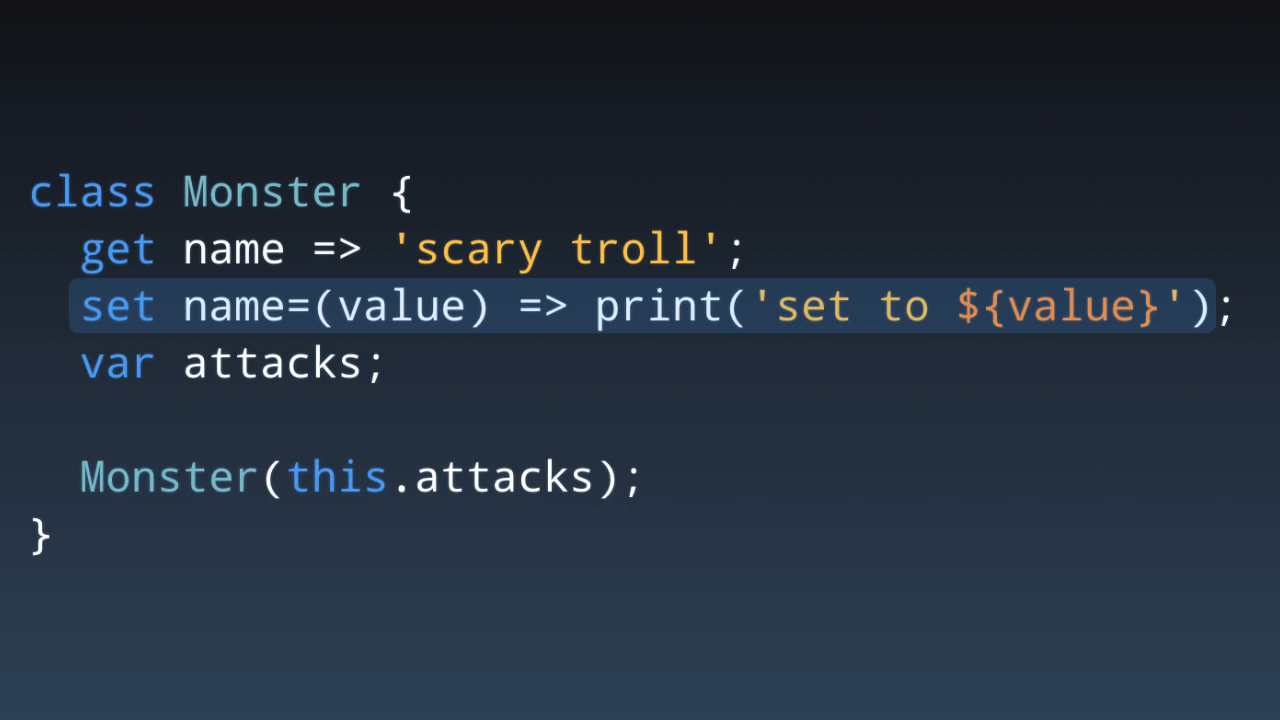 class Monster {
  get name => 'scary troll';
  set name=(value) => print('set to ${value}');
  var attacks;

  Monster(this.attacks);
}